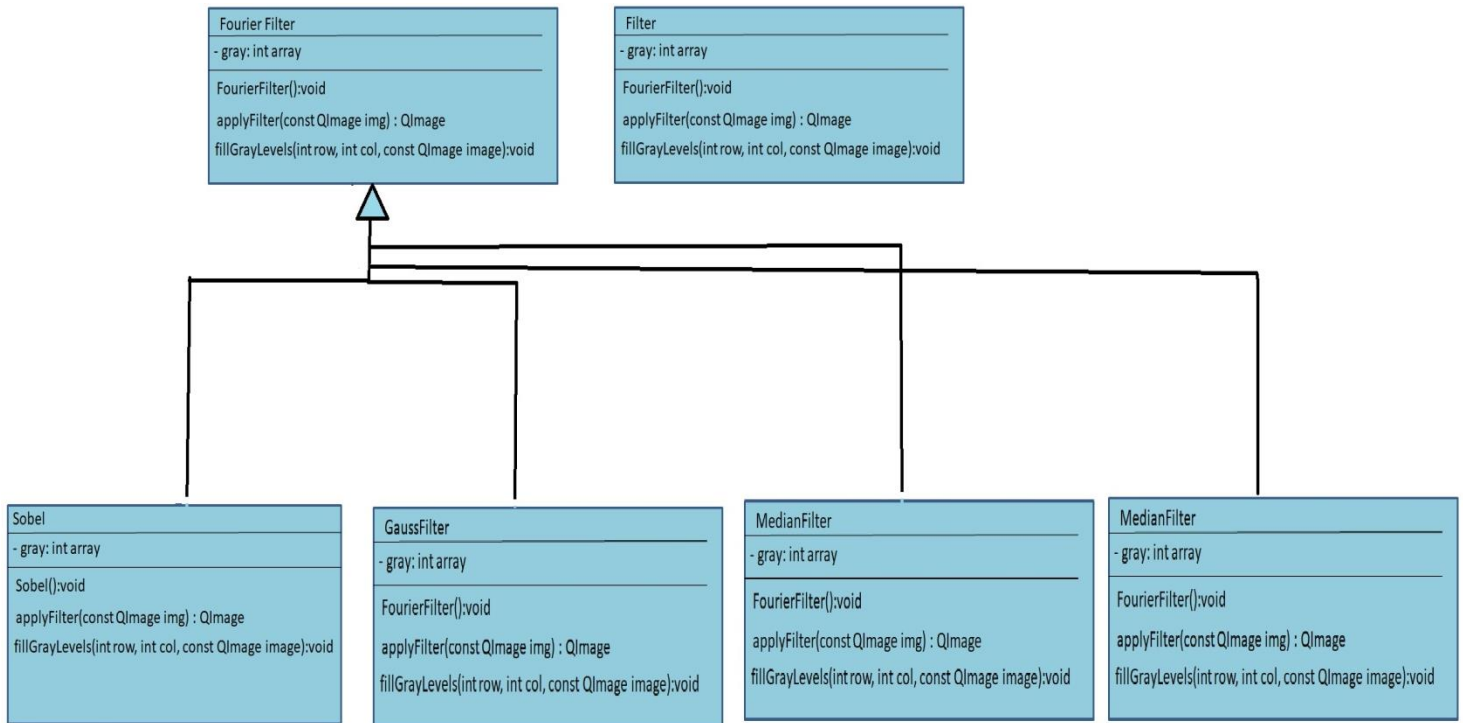 Fourier Filter
- gray: int array
FourierFilter():void
applyFilter(const QImage img) : QImage
fillGrayLevels(int row, int col, const QImage image):void
Filter
- gray: int array
FourierFilter():void
applyFilter(const QImage img) : QImage
fillGrayLevels(int row, int col, const QImage image):void
Sobel
- gray: int array
Sobel():void
applyFilter(const QImage img) : QImage
fillGrayLevels(int row, int col, const QImage image):void
GaussFilter
- gray: int array
FourierFilter():void
applyFilter(const QImage img) : QImage
fillGrayLevels(int row, int col, const QImage image):void
MedianFilter
- gray: int array
FourierFilter():void
applyFilter(const QImage img) : QImage
fillGrayLevels(int row, int col, const QImage image):void
MedianFilter
- gray: int array
FourierFilter():void
applyFilter(const QImage img) : QImage
fillGrayLevels(int row, int col, const QImage image):void